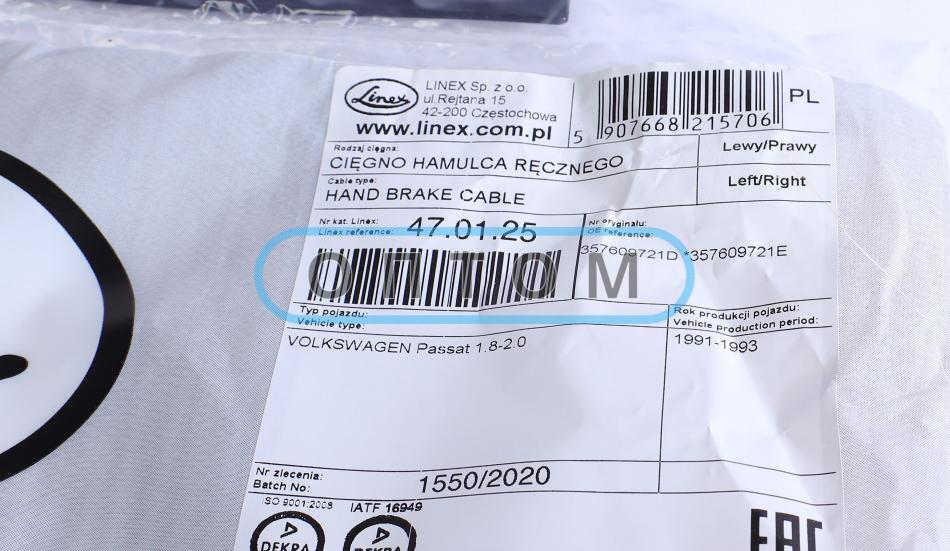 Linex
LINEX Sp. z o.o.
ul.Rejtana 15
42-200 Częstochowa
www.linex.com.pl
5 907668 215706
PL
Rodzaj cięgna:
CIĘGNO HAMULCA RĘCZNEGO
Lewy/Prawy
Cable type:
HAND BRAKE CABLE
Left/Right
Nr kat. Linex:
Linex reference:
47.01.25
Nr oryginału:
OE reference:
357609721D *357609721E
ОПТОМ
Typ pojazdu:
Vehicle type:
Rok produkcji pojazdu:
Vehicle production period:
VOLKSWAGEN Passat 1.8-2.0
1991-1993
Nr zlecenia:
Batch No:
1550/2020
ISO 9001:2008
IATF 16949
DEKRA
DEKRA
EAC